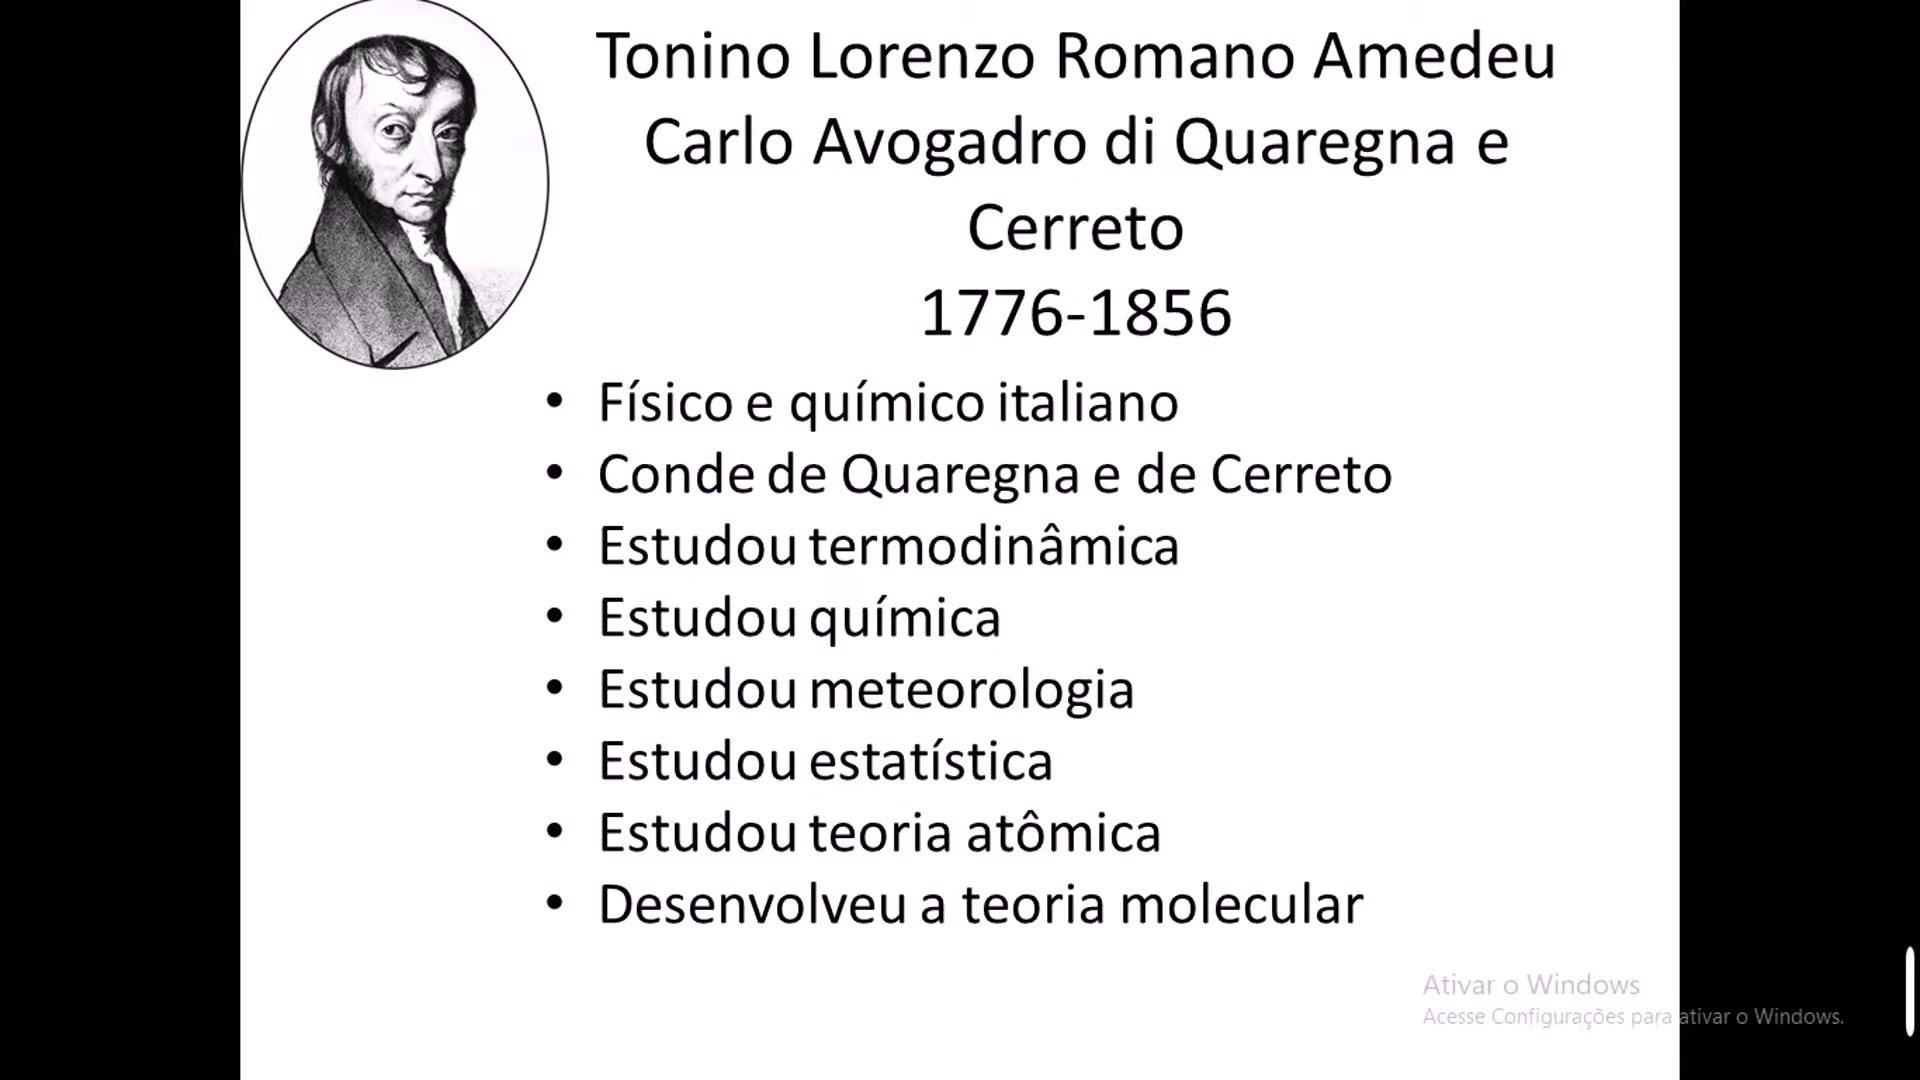 Tonino Lorenzo Romano Amedeu
Carlo Avogadro di Quaregna e
Cerreto
1776-1856
• Físico e químico italiano
• Conde de Quaregna e de Cerreto
• Estudou termodinâmica
• Estudou química
• Estudou meteorologia
• Estudou estatística
• Estudou teoria atômica
• Desenvolveu a teoria molecular
Ativar o Windows
Acesse Configurações para ativar o Windows.